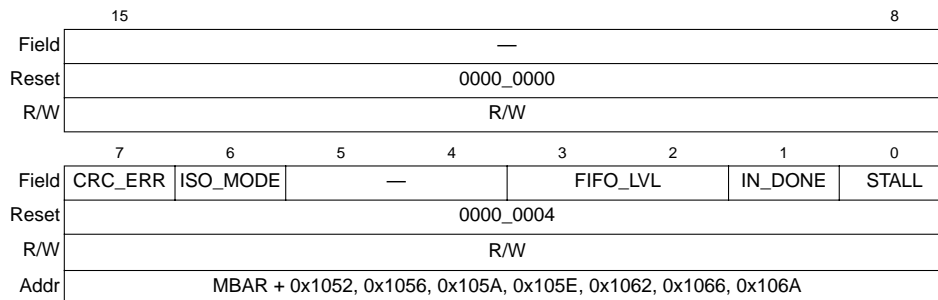 15 8
Field —
Reset 0000_0000
R/W R/W
7 6 5 4 3 2 1 0
Field CRC_ERR ISO_MODE — FIFO_LVL IN_DONE STALL
Reset 0000_0004
R/W R/W
Addr MBAR + 0x1052, 0x1056, 0x105A, 0x105E, 0x1062, 0x1066, 0x106A